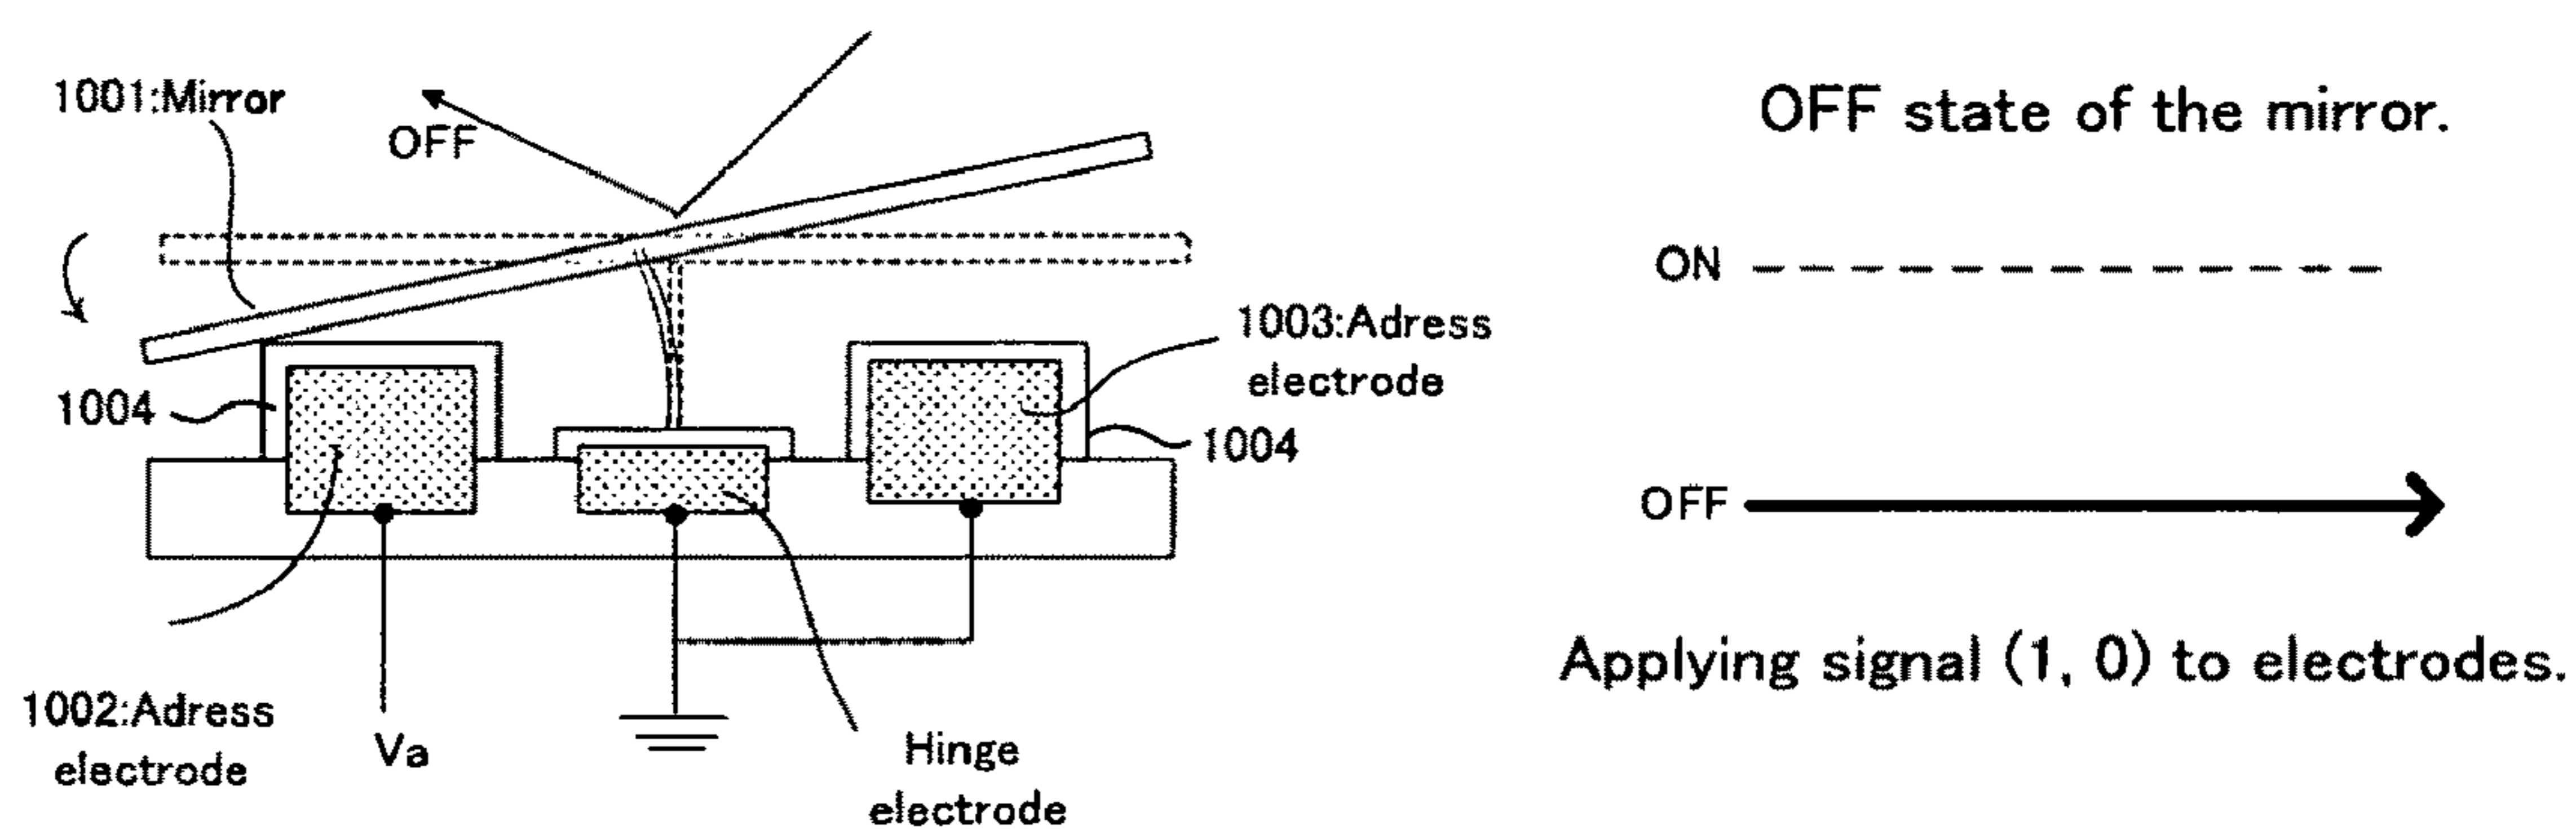 1001:Mirror
OFF
1003:Adress
electrode
1004
1004
1002:Adress
electrode
Va
Hinge
electrode
OFF state of the mirror.
ON
OFF
Applying signal (1, 0) to electrodes.